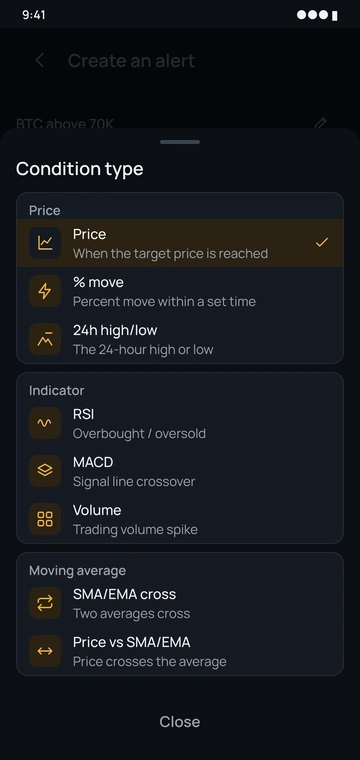 9:41
Create an alert
BTC above 70K
Condition type
Price
Price
When the target price is reached
% move
Percent move within a set time
24h high/low
The 24-hour high or low
Indicator
RSI
Overbought / oversold
MACD
Signal line crossover
Volume
Trading volume spike
Moving average
SMA/EMA cross
Two averages cross
Price vs SMA/EMA
Price crosses the average
Close